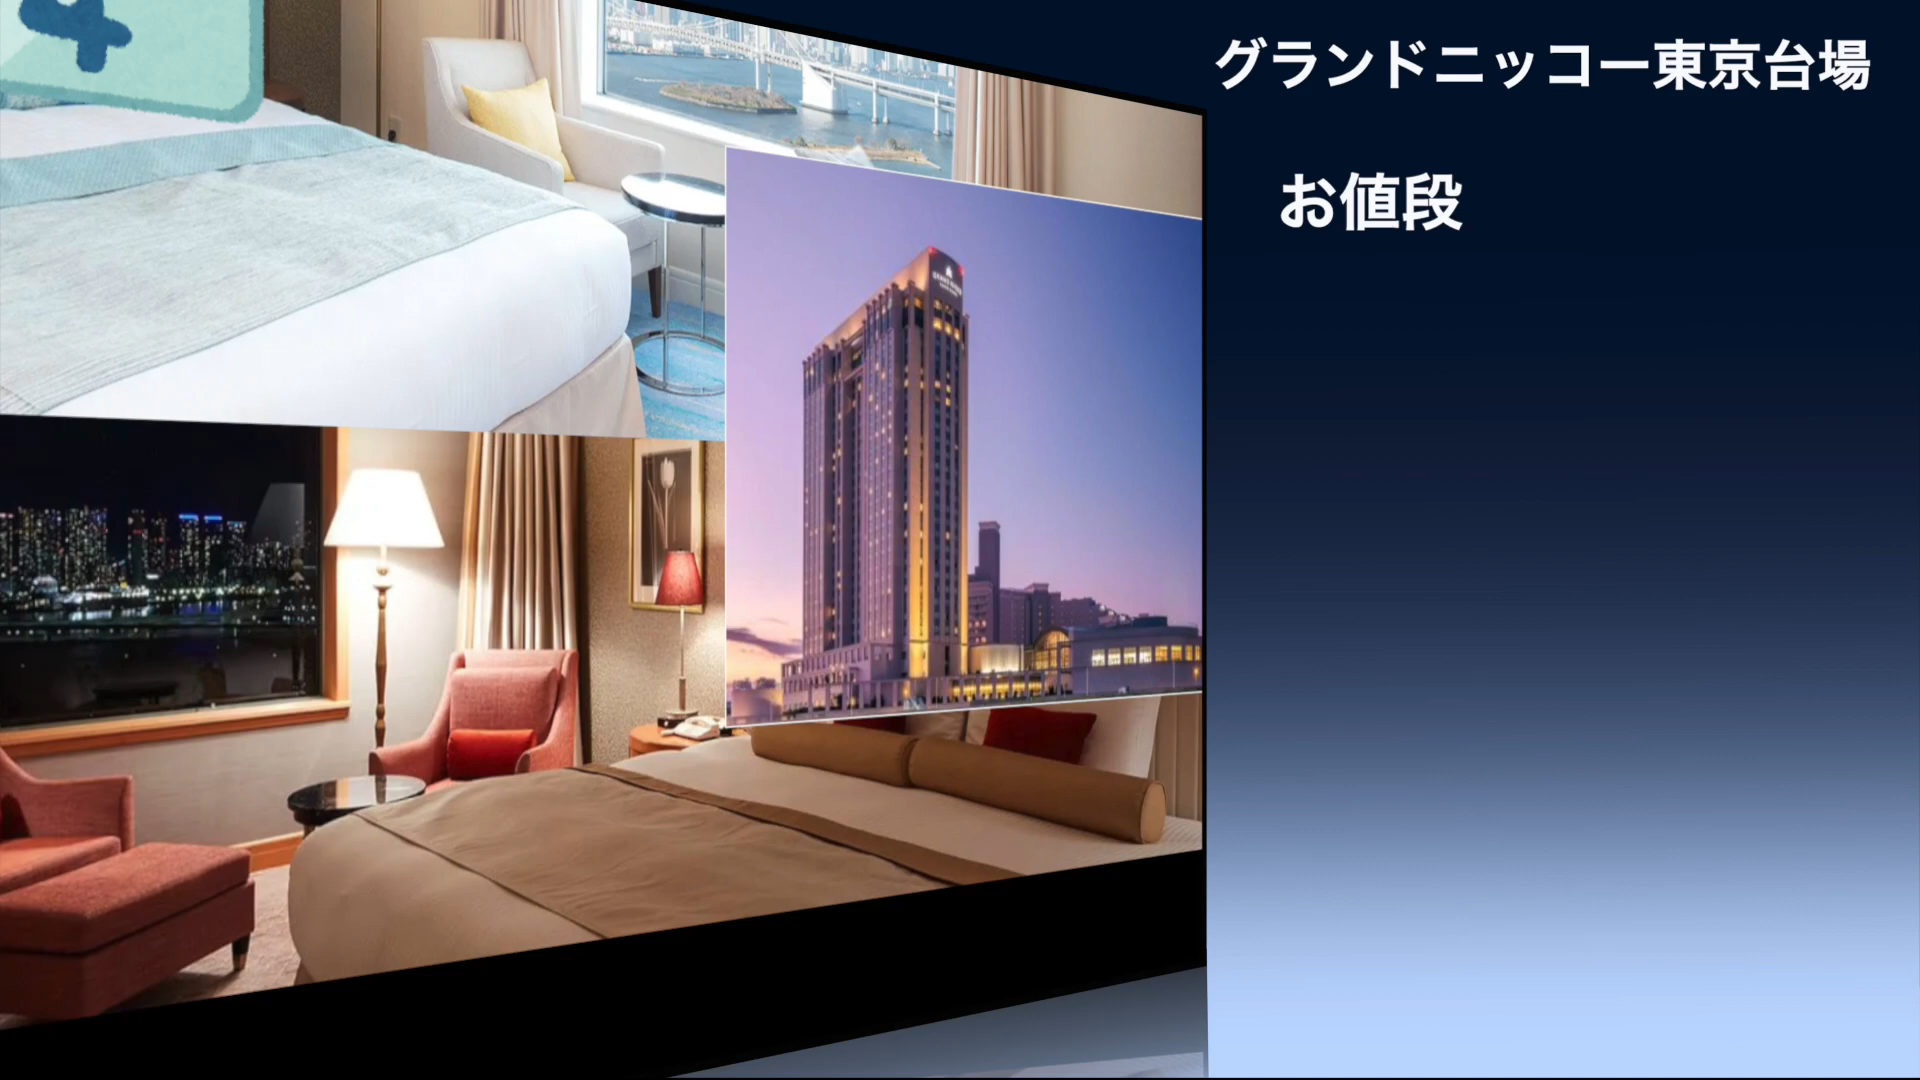 グランドニッコー東京台場
お値段